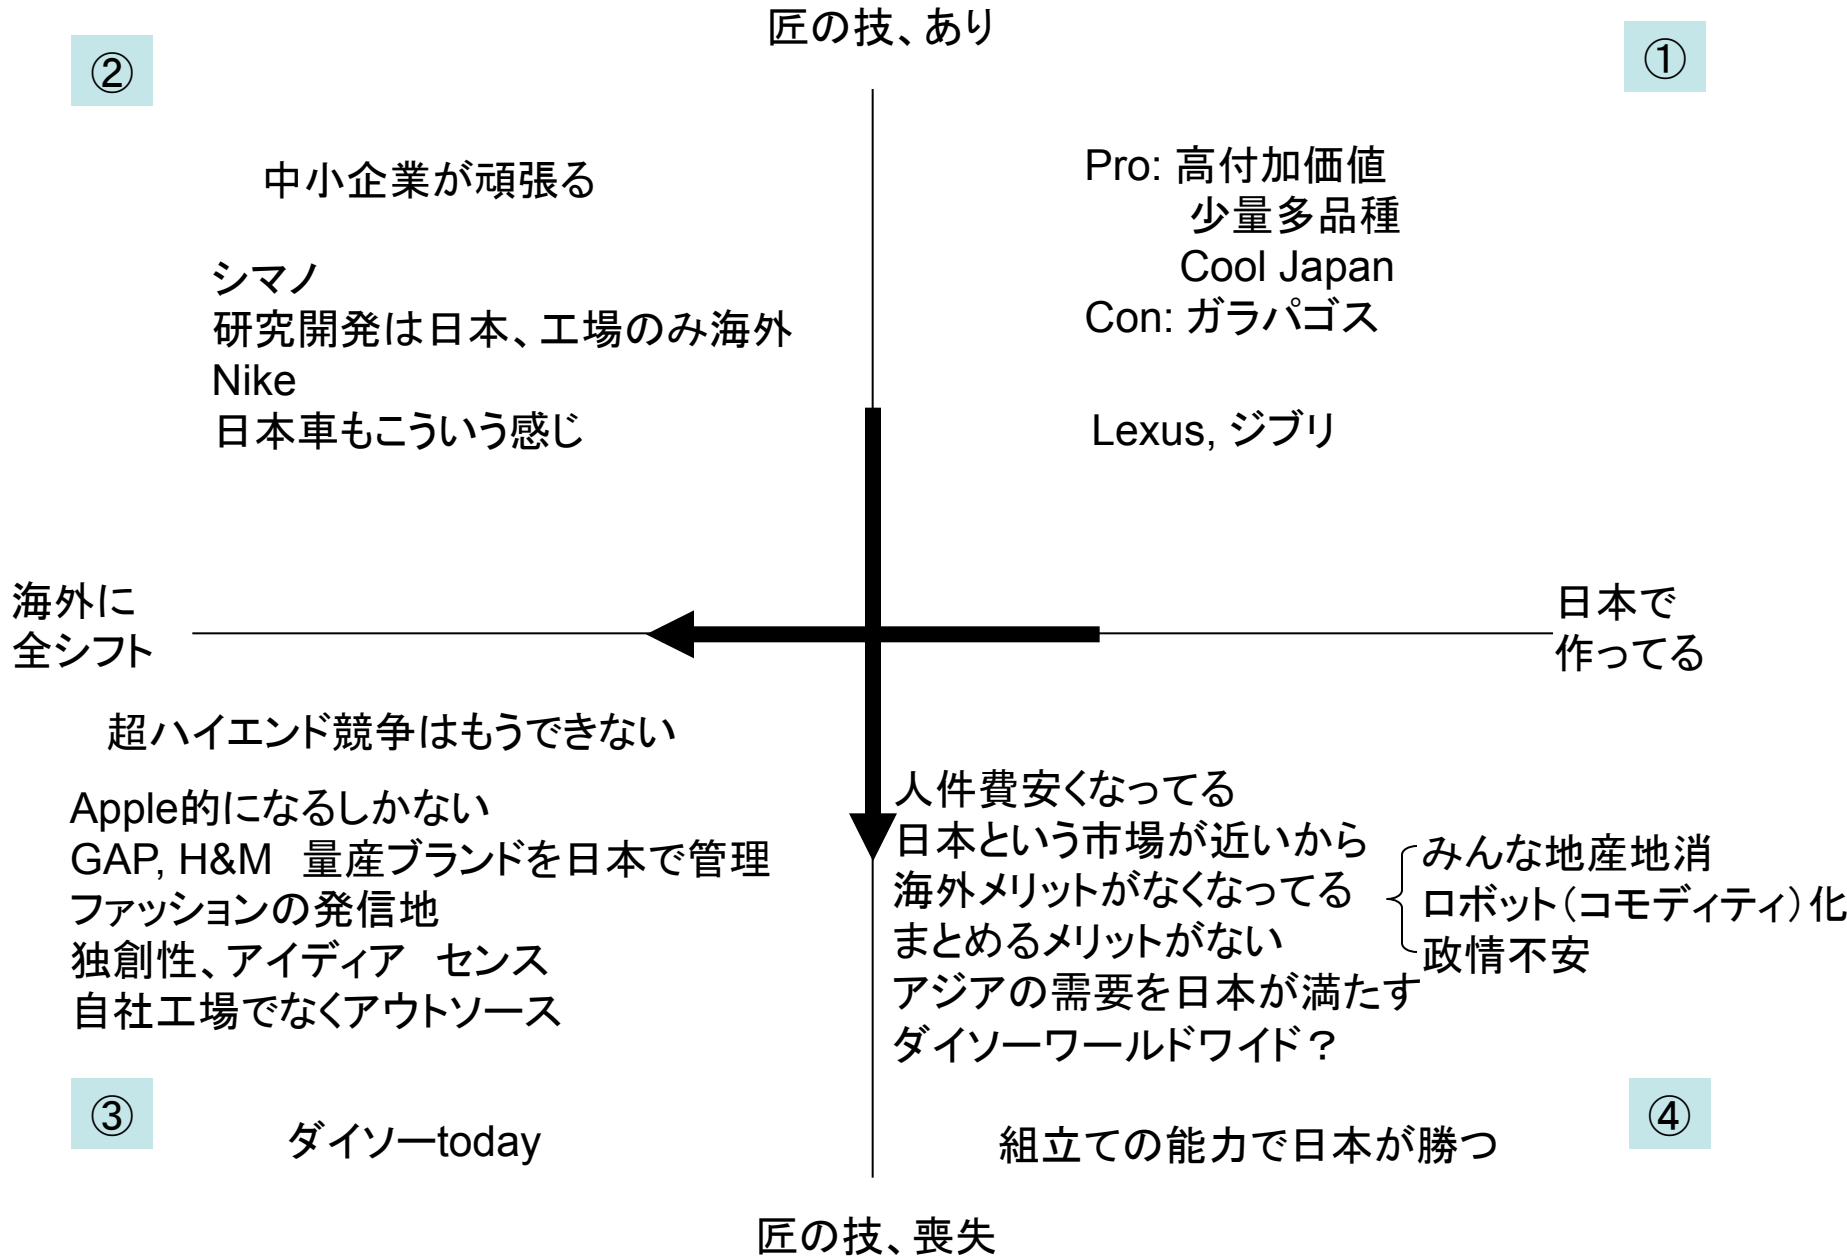 匠の技、あり
②
①
中小企業が頑張る
シマノ
研究開発は日本、工場のみ海外
Nike
日本車もこういう感じ
Pro: 高付加価値
少量多品種
Cool Japan
Con: ガラパゴス
Lexus, ジブリ
海外に
全シフト
日本で
作ってる
超ハイエンド競争はもうできない
Apple的になるしかない
GAP, H&M　量産ブランドを日本で管理
ファッションの発信地
独創性、アイディア　センス
自社工場でなくアウトソース
③
ダイソーtoday
人件費安くなってる
日本という市場が近いから
海外メリットがなくなってる
まとめるメリットがない
アジアの需要を日本が満たす
ダイソーワールドワイド？
みんな地産地消
ロボット（コモディティ）化
政情不安
④
組立ての能力で日本が勝つ
匠の技、喪失